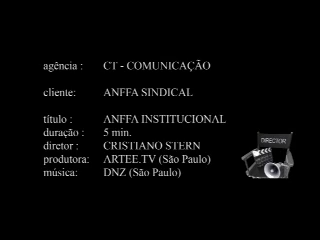 agência : CT - COMUNICAÇÃO
cliente: ANFFA SINDICAL
título : ANFFA INSTITUCIONAL
duração : 5 min.
diretor : CRISTIANO STERN
produtora: ARTEE.TV (São Paulo)
música: DNZ (São Paulo)
DIRECTOR